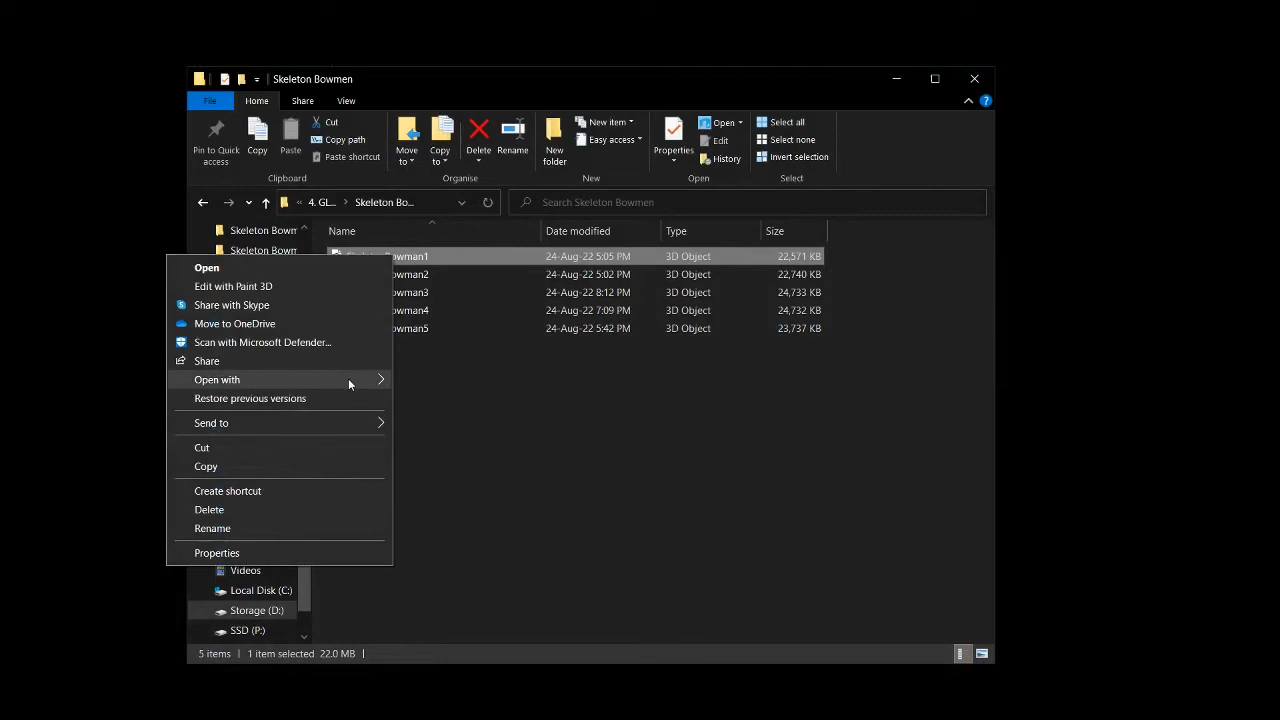 Skeleton Bowmen
File
Home
Share
View
Pin to Quick access
Copy
Paste
Cut
Copy path
Paste shortcut
Clipboard
Move to
Copy to
Delete
Rename
Organise
New folder
New item
Easy access
New
Properties
Open
Edit
History
Open
Select all
Select none
Invert selection
Select
« 4. GL... > Skeleton Bo...
Search Skeleton Bowmen
Name Date modified Type Size
Skeleton Bowm
Skeleton Bowm
Bowman1 24-Aug-22 5:05 PM 3D Object 22,571 KB
owman2 24-Aug-22 5:02 PM 3D Object 22,740 KB
owman3 24-Aug-22 8:12 PM 3D Object 24,733 KB
owman4 24-Aug-22 7:09 PM 3D Object 24,732 KB
owman5 24-Aug-22 5:42 PM 3D Object 23,737 KB
Open
Edit with Paint 3D
Share with Skype
Move to OneDrive
Scan with Microsoft Defender...
Share
Open with
Restore previous versions
Send to
Cut
Copy
Create shortcut
Delete
Rename
Properties
Videos
Local Disk (C:)
Storage (D:)
SSD (P:)
5 items 1 item selected 22.0 MB